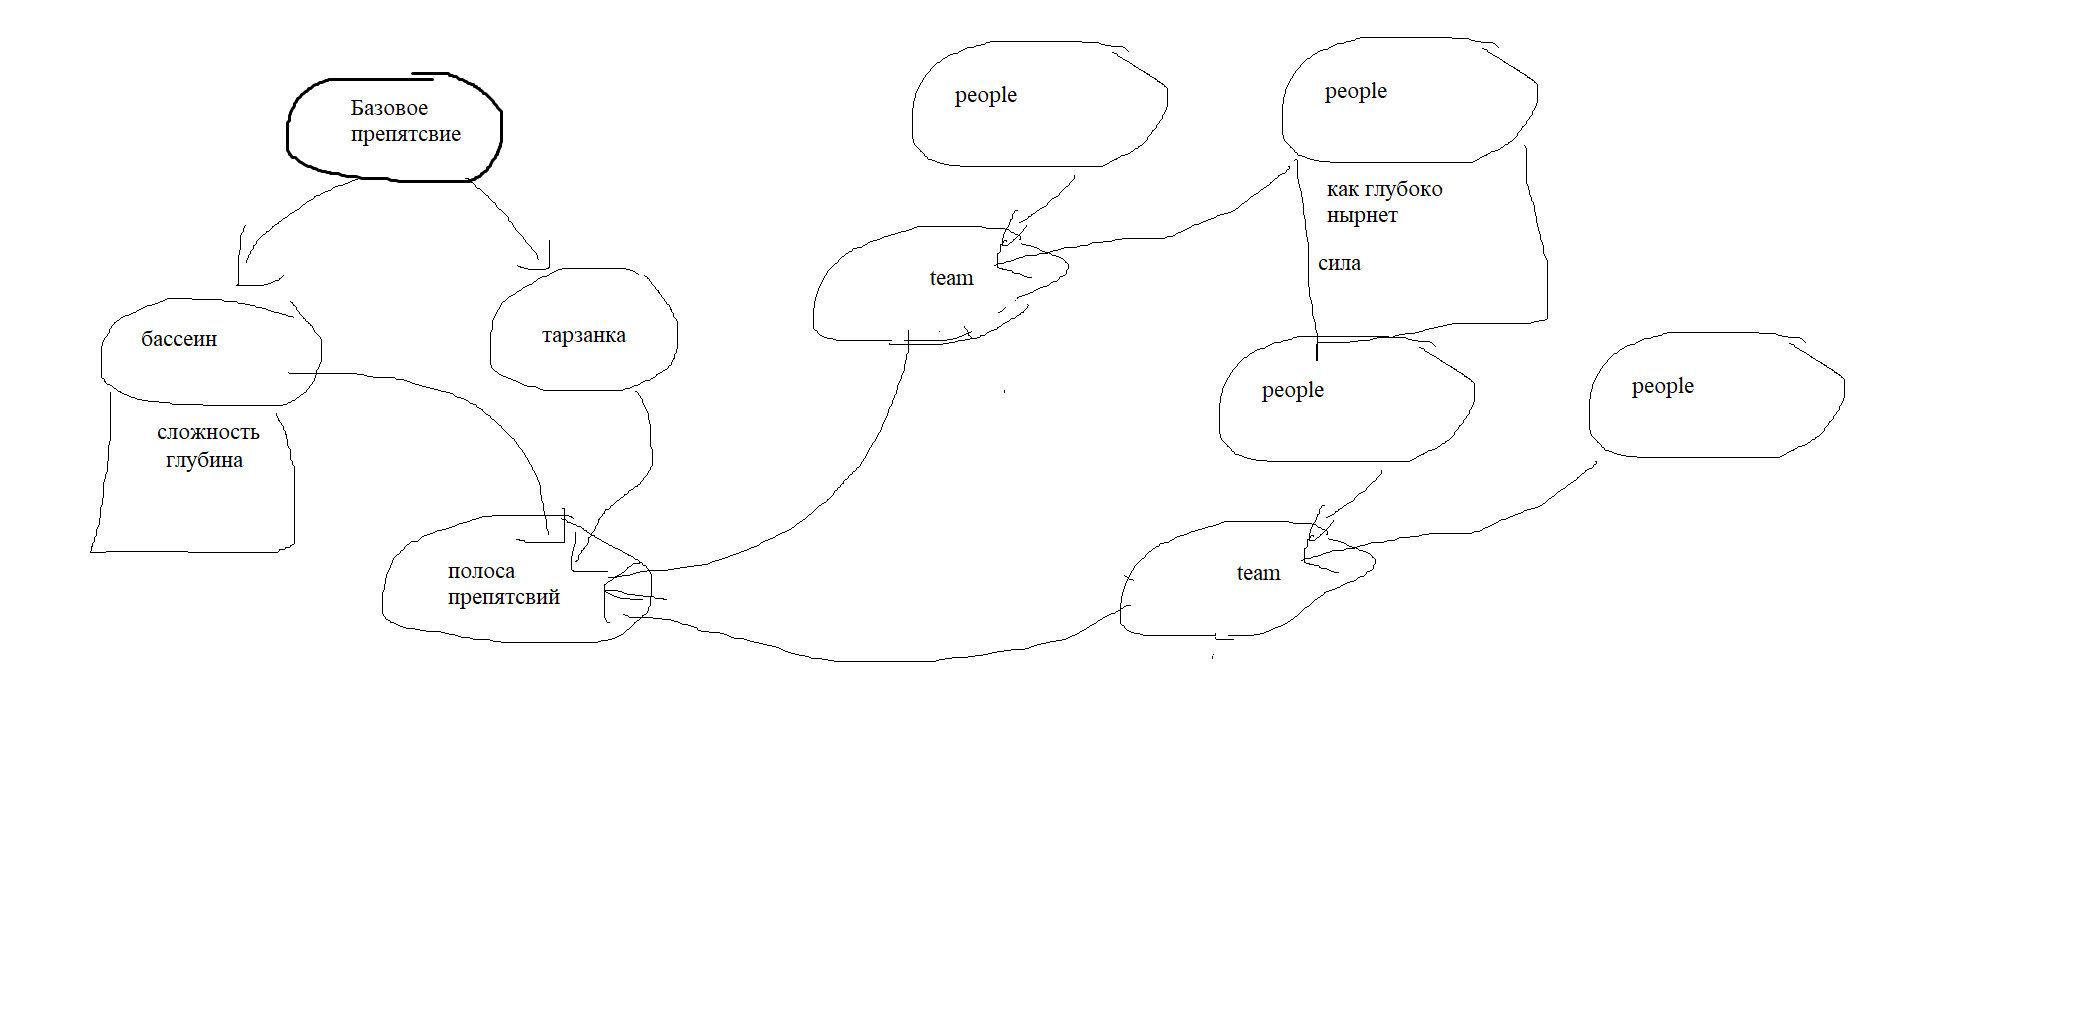 Базовое
препятсвие
people
people
как глубоко
нырнет
сила
team
бассеин
тарзанка
people
people
сложность
глубина
полоса
препятсвий
team